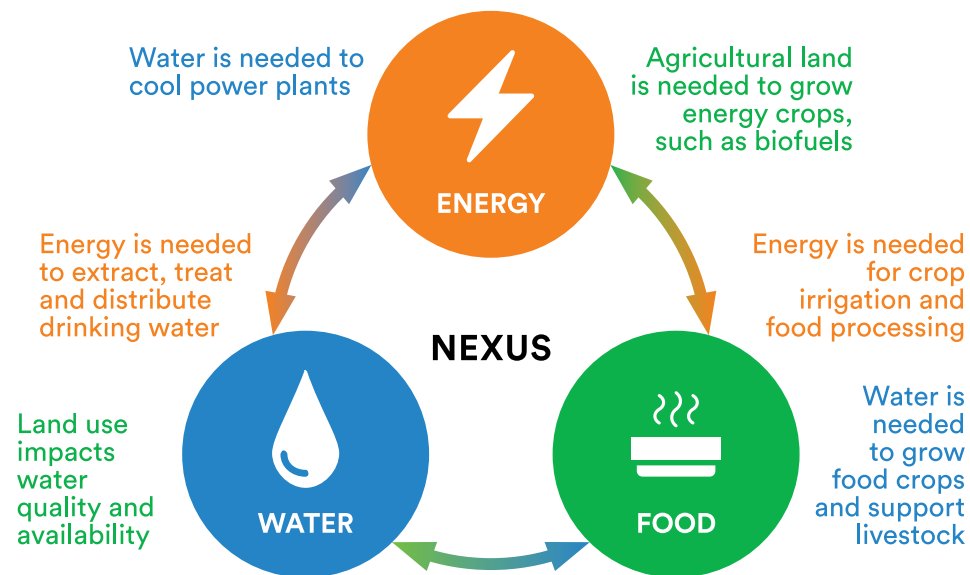 Water is needed to
cool power plants
Agricultural land
is needed to grow
energy crops,
such as biofuels
ENERGY
Energy is needed
to extract, treat
and distribute
drinking water
Energy is needed
for crop
irrigation and
food processing
NEXUS
Land use
impacts
water
quality and
availability
WATER
FOOD
Water is
needed
to grow
food crops
and support
livestock